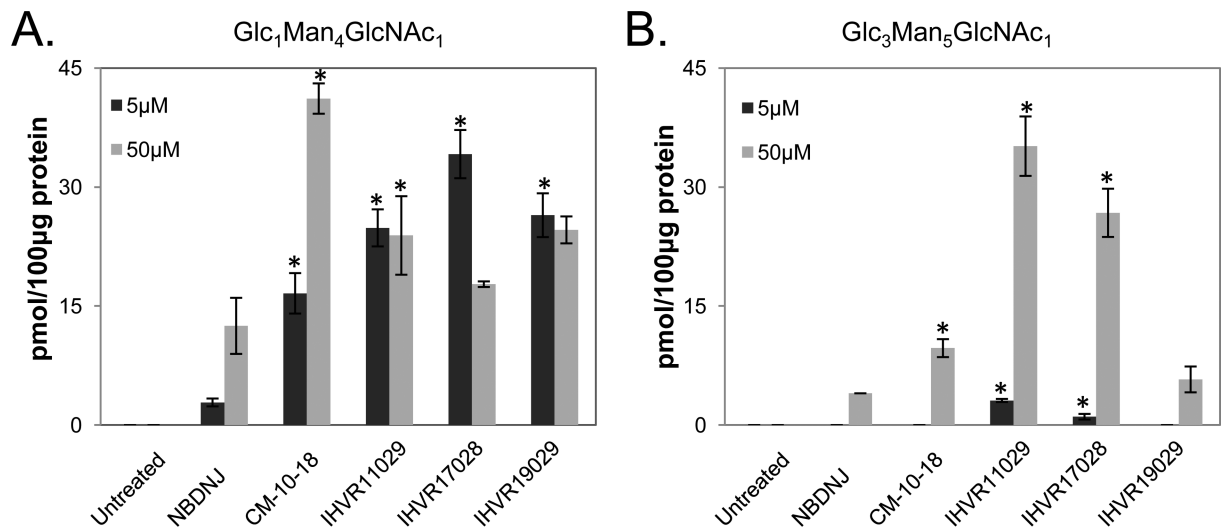 A.
Glc₁Man₄GlcNAc₁
pmol/100µg protein
45
30
15
0
5µM
50µM
*
*
*
*
*
*
Untreated
NBDNJ
CM-10-18
IHVR11029
IHVR17028
IHVR19029
B.
Glc₃Man₅GlcNAc₁
pmol/100µg protein
45
30
15
0
5µM
50µM
*
*
*
*
*
Untreated
NBDNJ
CM-10-18
IHVR11029
IHVR17028
IHVR19029